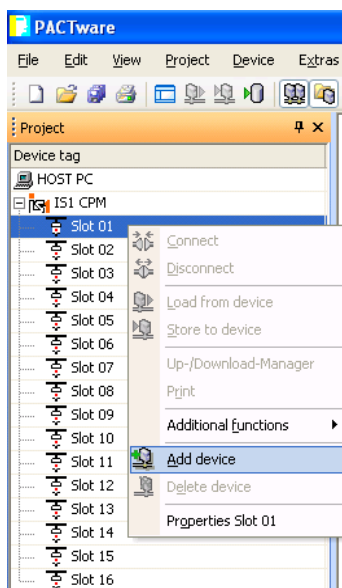 PACTware
File Edit View Project Device Extras
Project
Device tag
HOST PC
IS1 CPM
Slot 01
Slot 02
Slot 03
Slot 04
Slot 05
Slot 06
Slot 07
Slot 08
Slot 09
Slot 10
Slot 11
Slot 12
Slot 13
Slot 14
Slot 15
Slot 16
Connect
Disconnect
Load from device
Store to device
Up-/Download-Manager
Print
Additional functions
Add device
Delete device
Properties Slot 01